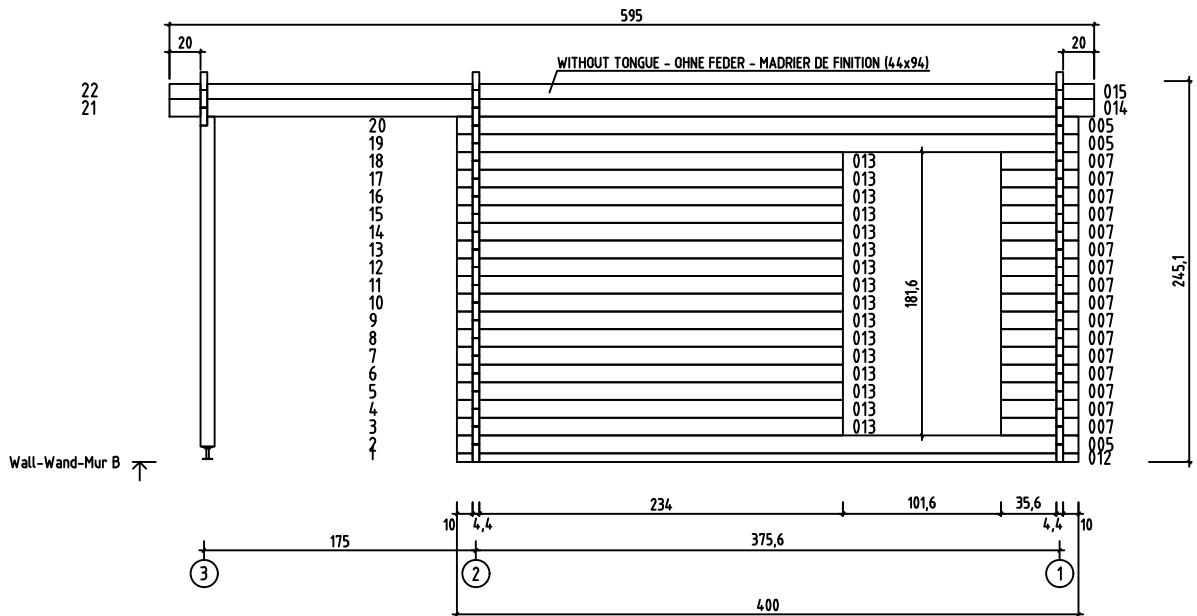 595
20
20
WITHOUT TONGUE - OHNE FEDER - MADRIER DE FINITION (44x94)
22 015
21 014
20 005
19 005
18 013 007
17 013 007
16 013 007
15 013 007
14 013 007
13 013 007
12 013 007
11 013 007
10 013 007
9 013 007
8 013 007
7 013 007
6 013 007
5 013 007
4 013 007
3 013 007
2 005
1 012
181,6
245,1
Wall-Wand-Mur B
10 4,4 234 101,6 35,6 4,4 10
175 375,6
3 2 1
400